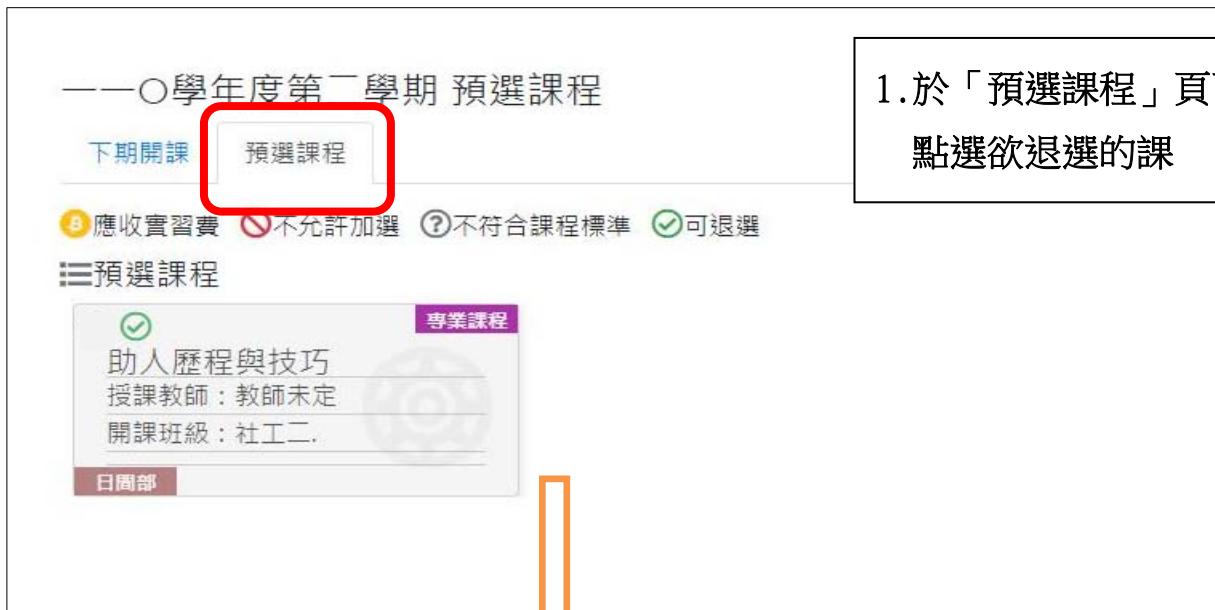 一一○學年度第二學期 預選課程
下期開課 預選課程
應收實習費 不允許加選 ?不符合課程標準 可退選
預選課程
專業課程
助人歷程與技巧
授課教師：教師未定
開課班級：社工二.
日間部
1.於「預選課程」頁
點選欲退選的課